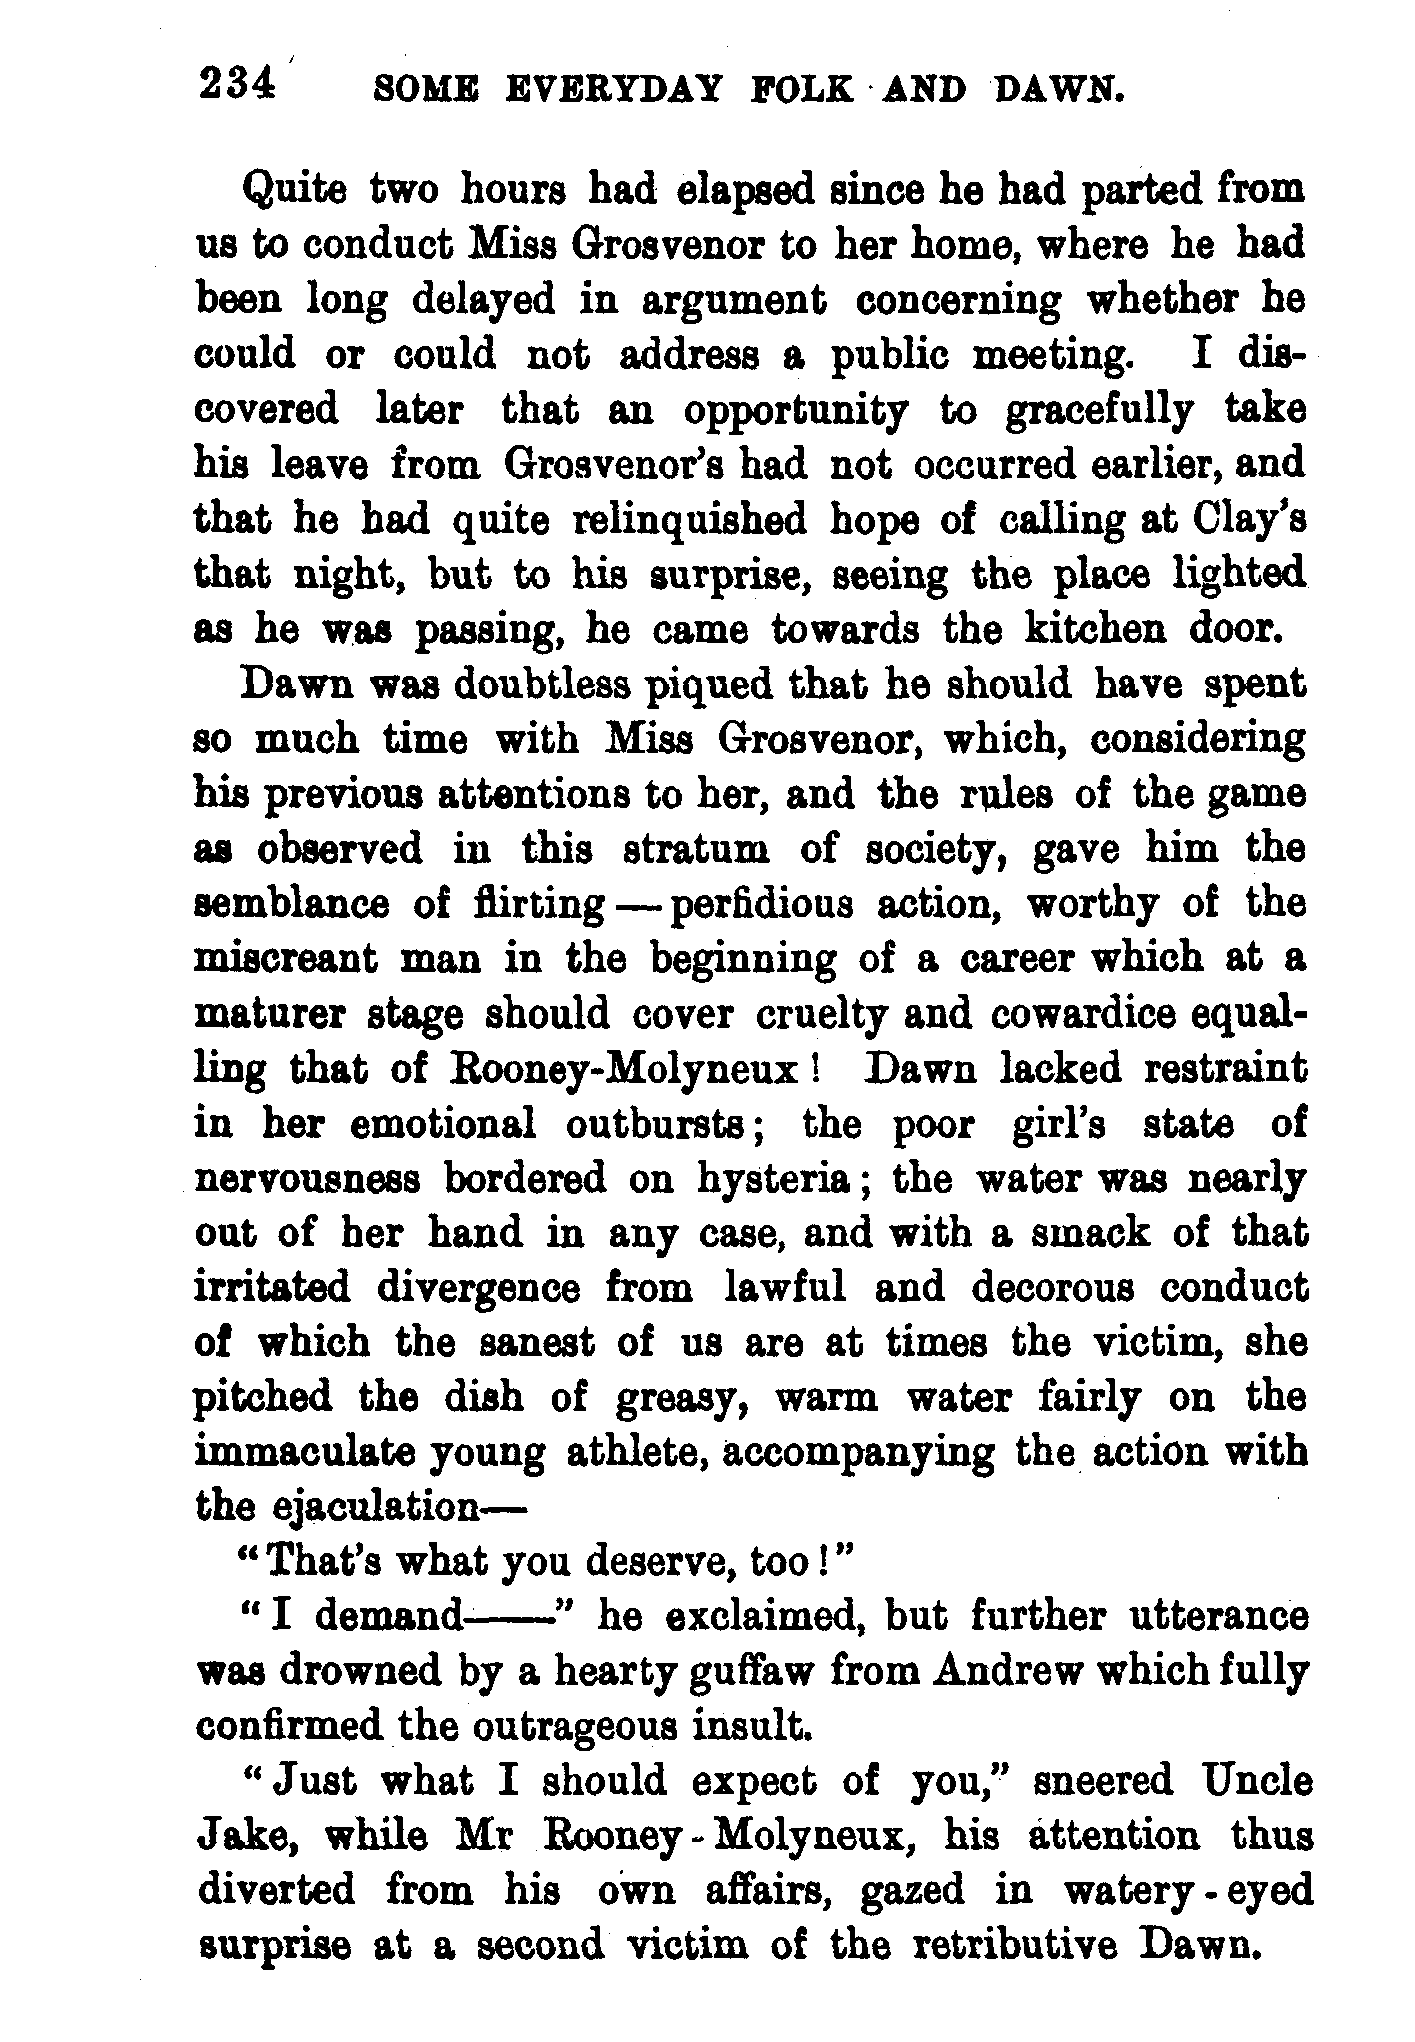 234 SOME EVERYDAY FOLK AND DAWN.
Quite two hours had elapsed since he had parted from
us to conduct Miss Grosvenor to her home, where he had
been long delayed in argument concerning whether he
could or could not address a public meeting. I dis-
covered later that an opportunity to gracefully take
his leave from Grosvenor's had not occurred earlier, and
that he had quite relinquished hope of calling at Clay's
that night, but to his surprise, seeing the place lighted
as he was passing, he came towards the kitchen door.
Dawn was doubtless piqued that he should have spent
so much time with Miss Grosvenor, which, considering
his previous attentions to her, and the rules of the game
as observed in this stratum of society, gave him the
semblance of flirting — perfidious action, worthy of the
miscreant man in the beginning of a career which at a
maturer stage should cover cruelty and cowardice equal-
ling that of Rooney-Molyneux! Dawn lacked restraint
in her emotional outbursts; the poor girl's state of
nervousness bordered on hysteria; the water was nearly
out of her hand in any case, and with a smack of that
irritated divergence from lawful and decorous conduct
of which the sanest of us are at times the victim, she
pitched the dish of greasy, warm water fairly on the
immaculate young athlete, accompanying the action with
the ejaculation—
"That's what you deserve, too!"
"I demand——" he exclaimed, but further utterance
was drowned by a hearty guffaw from Andrew which fully
confirmed the outrageous insult.
"Just what I should expect of you," sneered Uncle
Jake, while Mr Rooney-Molyneux, his attention thus
diverted from his own affairs, gazed in watery-eyed
surprise at a second victim of the retributive Dawn.